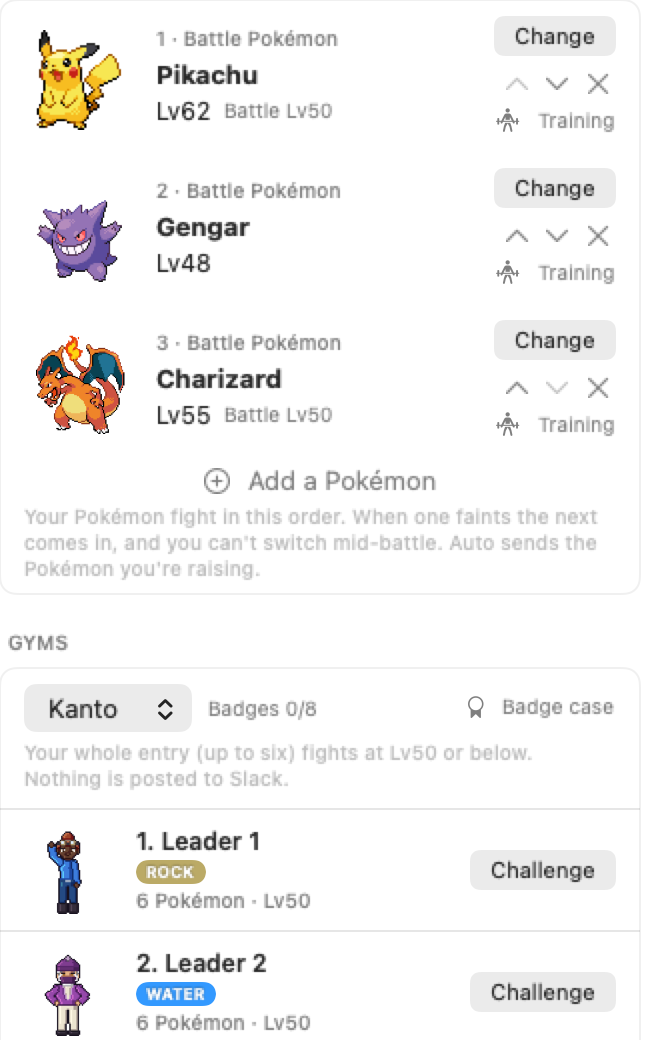 1 · Battle Pokémon
Change
Pikachu
Lv62 Battle Lv50
Training
2 · Battle Pokémon
Change
Gengar
Lv48
Training
3 · Battle Pokémon
Change
Charizard
Lv55 Battle Lv50
Training
Add a Pokémon
Your Pokémon fight in this order. When one faints the next
comes in, and you can't switch mid-battle. Auto sends the
Pokémon you're raising.
GYMS
Kanto
Badges 0/8
Badge case
Your whole entry (up to six) fights at Lv50 or below.
Nothing is posted to Slack.
1. Leader 1
ROCK
6 Pokémon · Lv50
Challenge
2. Leader 2
WATER
6 Pokémon · Lv50
Challenge